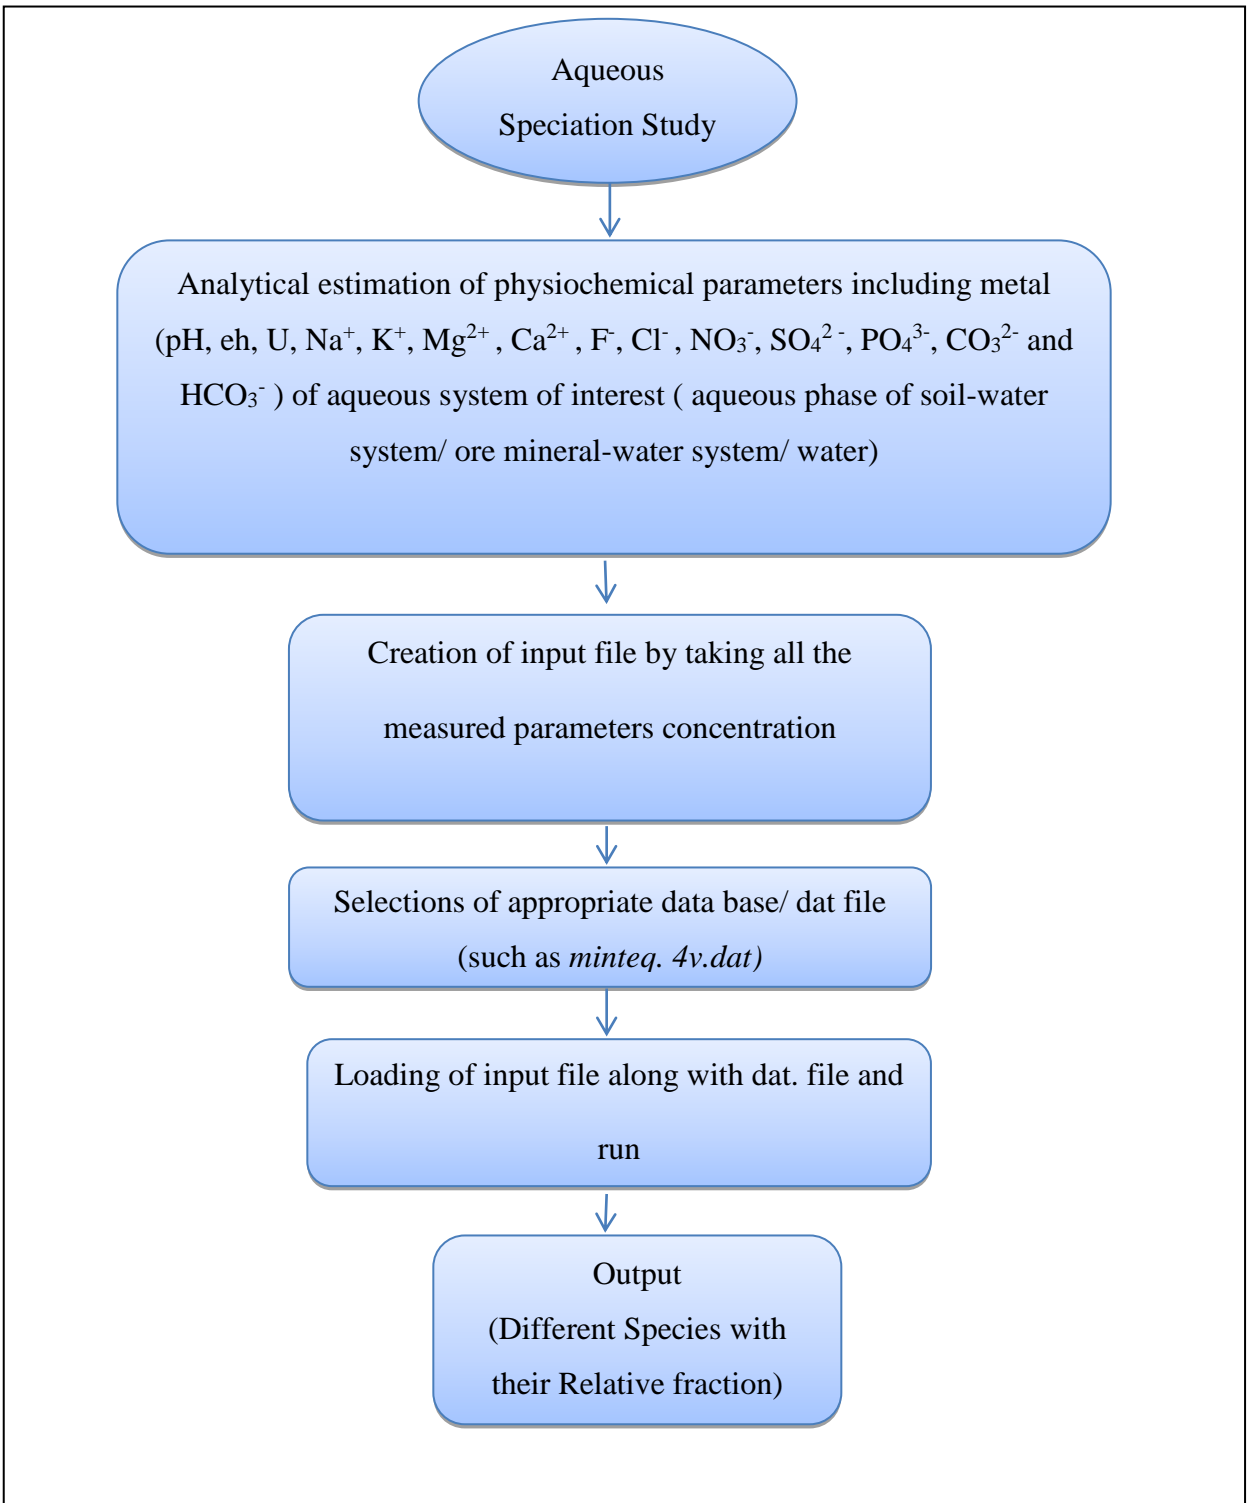 Aqueous
Speciation Study
Analytical estimation of physiochemical parameters including metal
(pH, eh, U, Na⁺, K⁺, Mg²⁺ , Ca²⁺ , F⁻, Cl⁻ , NO₃⁻, SO₄² ⁻, PO₄³⁻, CO₃²⁻ and
HCO₃⁻ ) of aqueous system of interest ( aqueous phase of soil-water
system/ ore mineral-water system/ water)
Creation of input file by taking all the
measured parameters concentration
Selections of appropriate data base/ dat file
(such as minteq. 4v.dat)
Loading of input file along with dat. file and
run
Output
(Different Species with
their Relative fraction)